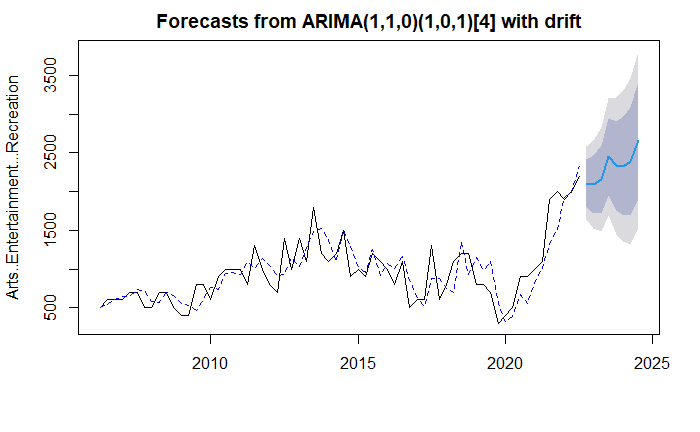 Forecasts from ARIMA(1,1,0)(1,0,1)[4] with drift
Arts..Entertainment...Recreation
3500
2500
1500
500
2010 2015 2020 2025